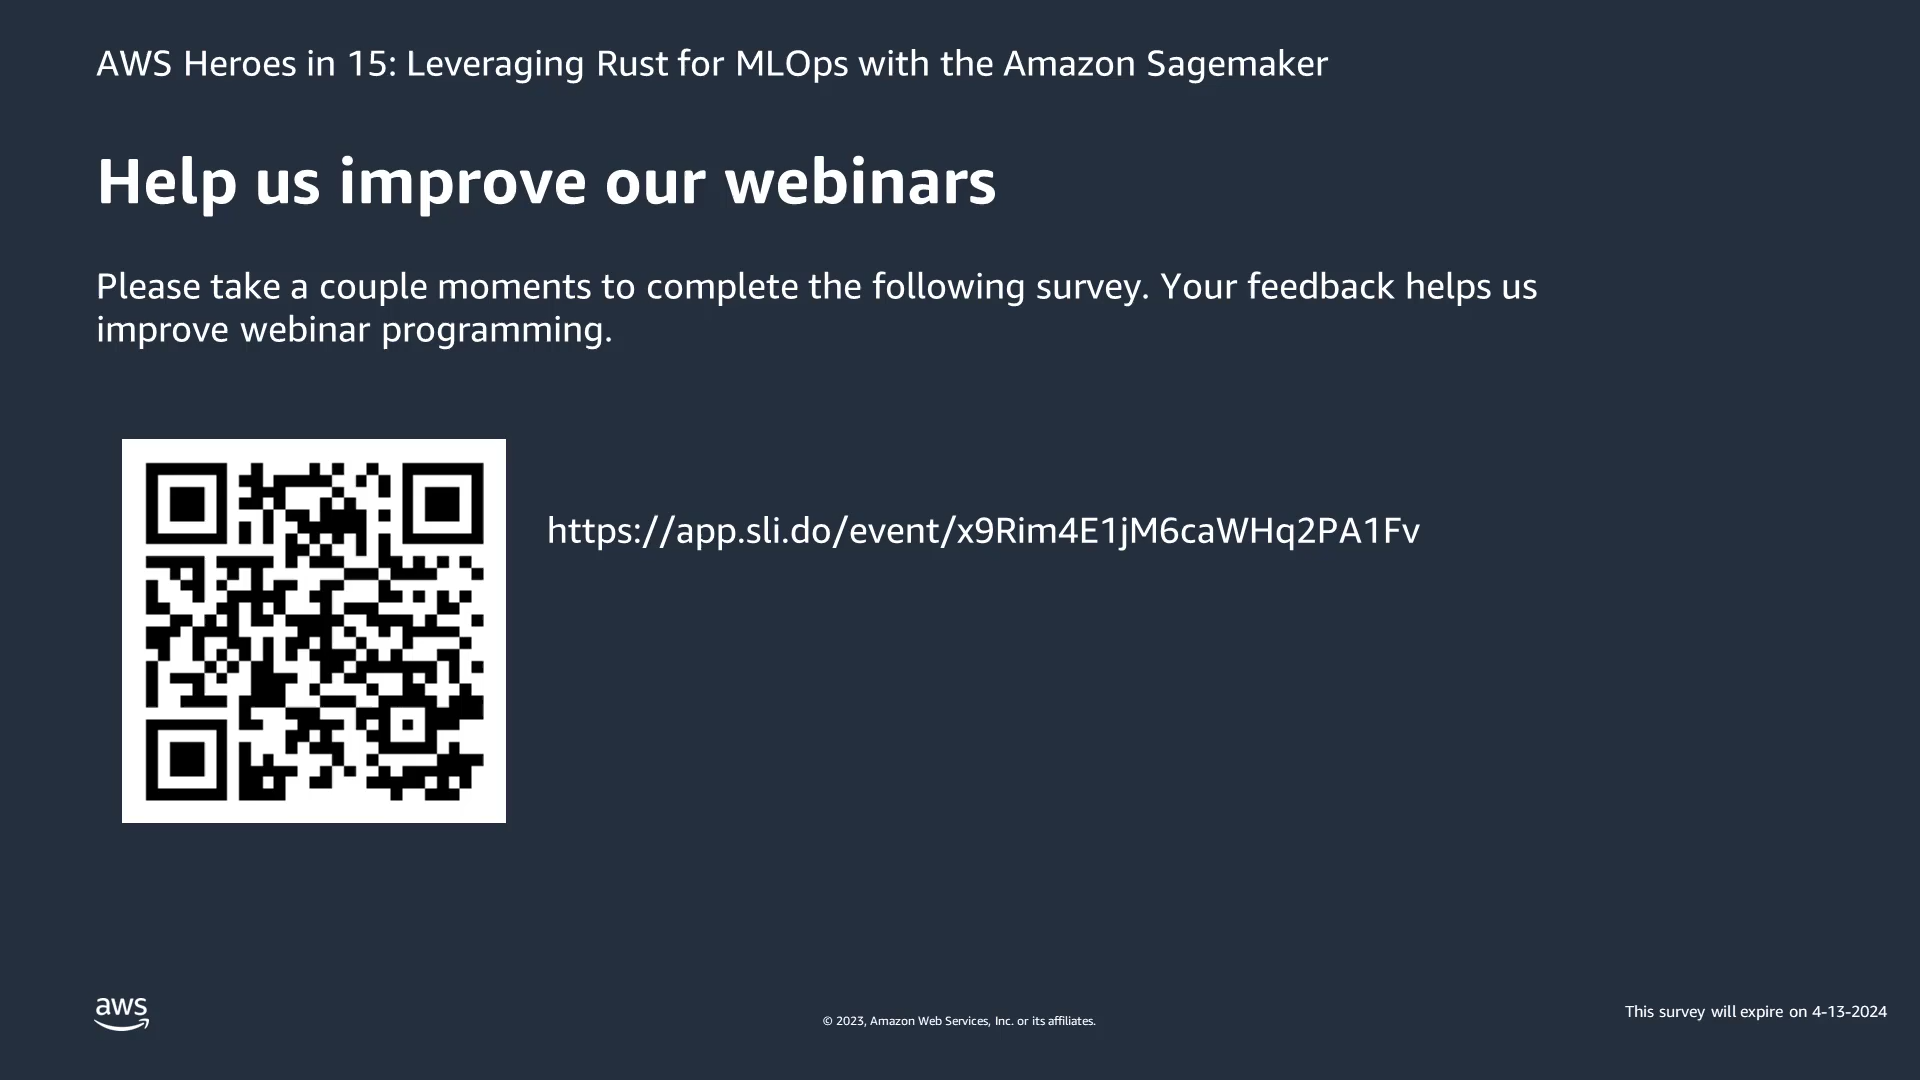 AWS Heroes in 15: Leveraging Rust for MLOps with the Amazon Sagemaker
Help us improve our webinars
Please take a couple moments to complete the following survey. Your feedback helps us
improve webinar programming.
https://app.sli.do/event/x9Rim4E1jM6caWHq2PA1Fv
aws
© 2023, Amazon Web Services, Inc. or its affiliates.
This survey will expire on 4-13-2024